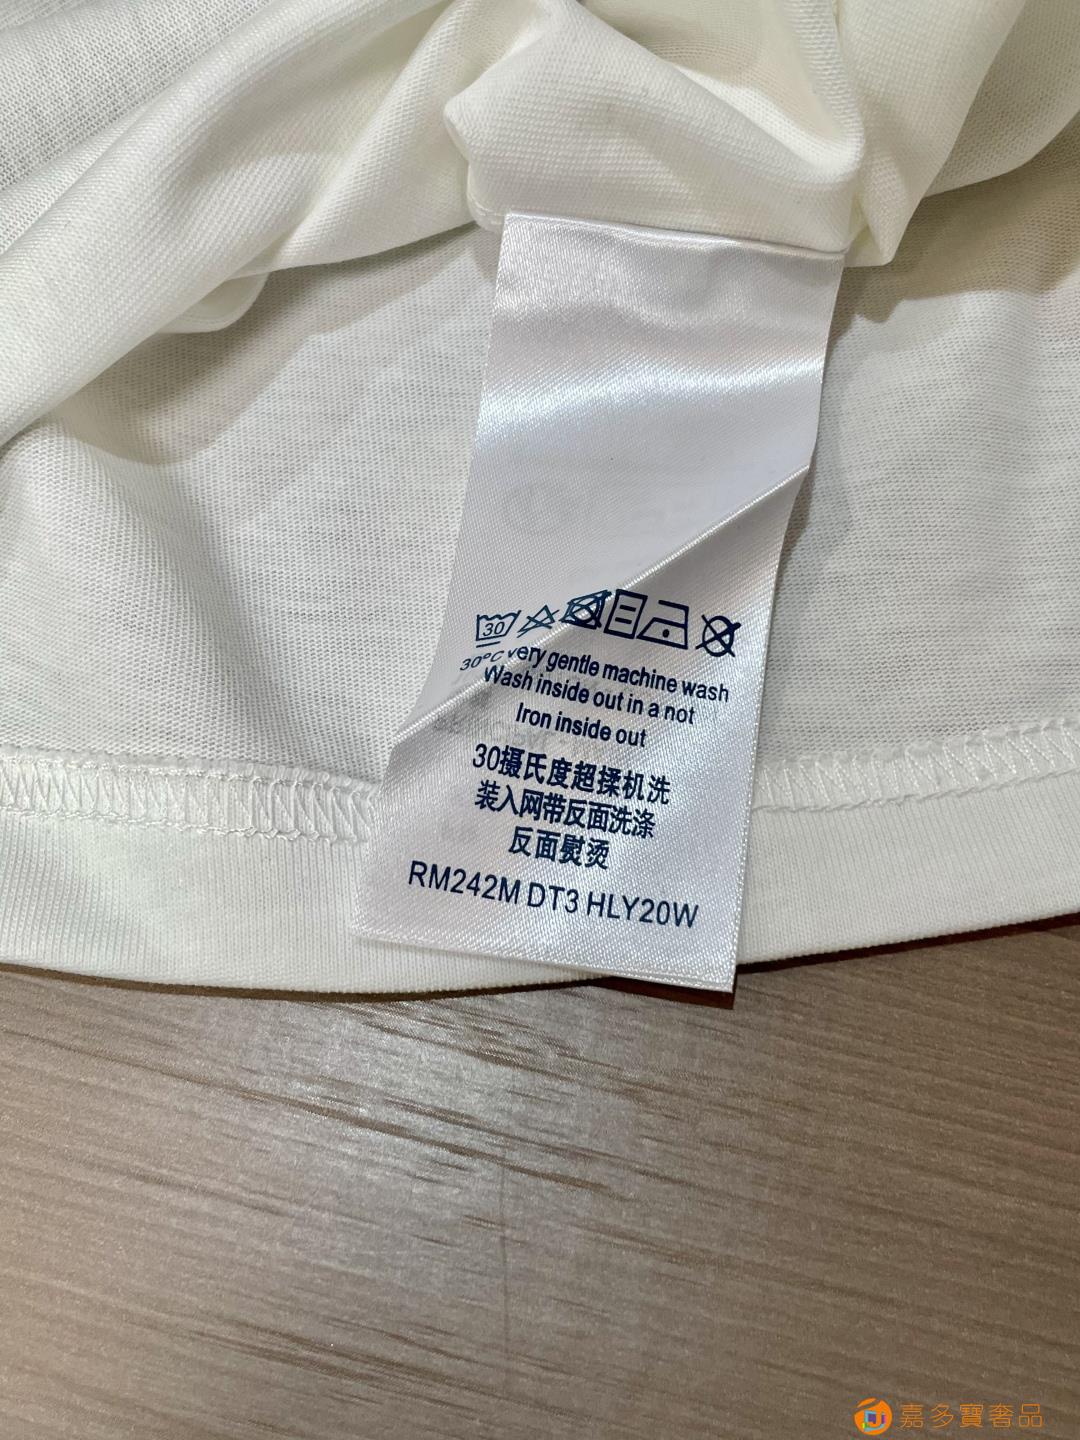 30
30°C very gentle machine wash
Wash inside out in a not
Iron inside out
30摄氏度超揉机洗
装入网带反面洗涤
反面熨烫
RM242M DT3 HLY20W
嘉多寶奢品